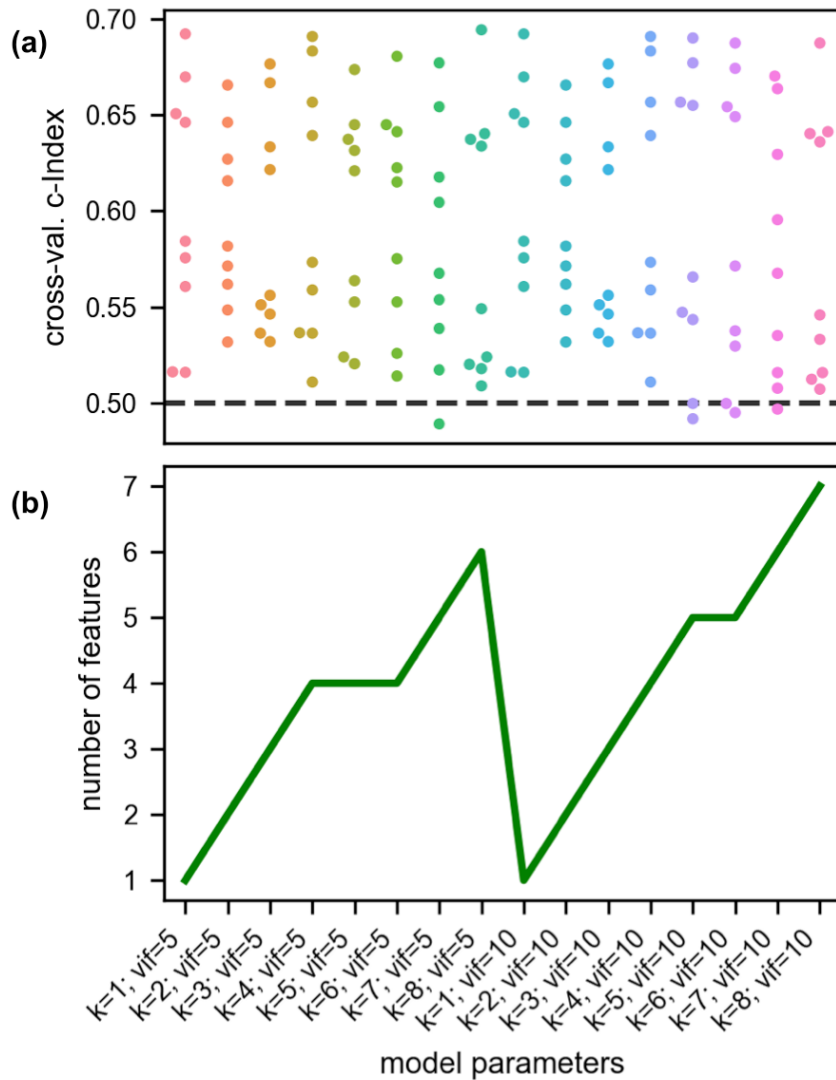 (a)
cross-val. c-Index
0.70
0.65
0.60
0.55
0.50
(b)
number of features
7
6
5
4
3
2
1
k=1; vif=5
k=2; vif=5
k=3; vif=5
k=4; vif=5
k=5; vif=5
k=6; vif=5
k=7; vif=5
k=8; vif=5
k=1; vif=10
k=2; vif=10
k=3; vif=10
k=4; vif=10
k=5; vif=10
k=6; vif=10
k=7; vif=10
k=8; vif=10
model parameters